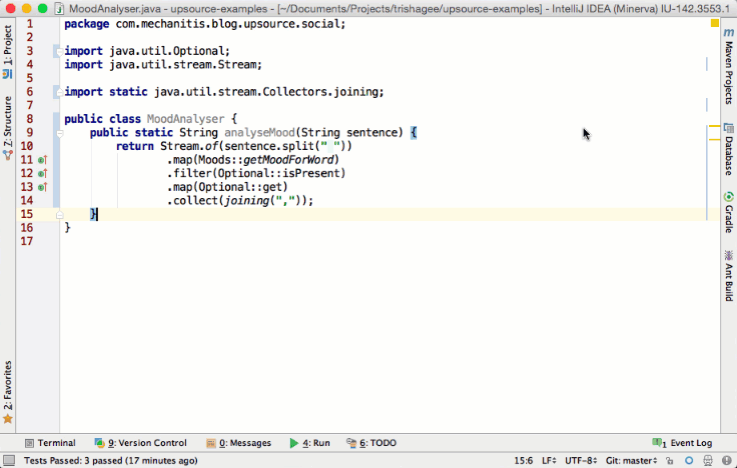 MoodAnalyser.java - upsource-examples - [~/Documents/Projects/trishagee/upsource-examples] - IntelliJ IDEA (Minerva) IU-142.3553.1
1 package com.mechanitis.blog.upsource.social;
2
3 import java.util.Optional;
4 import java.util.stream.Stream;
5
6 import static java.util.stream.Collectors.joining;
7
8 public class MoodAnalyser {
9 public static String analyseMood(String sentence) {
10 return Stream.of(sentence.split(" "))
11 .map(Moods::getMoodForWord)
12 .filter(Optional::isPresent)
13 .map(Optional::get)
14 .collect(joining(","));
15 }
16 }
17
1: Project
Z: Structure
2: Favorites
Maven Projects
Database
Gradle
Ant Build
Terminal 9: Version Control 0: Messages 4: Run 6: TODO 1 Event Log
Tests Passed: 3 passed (17 minutes ago) 15:6 LF÷ UTF-8÷ Git: master÷